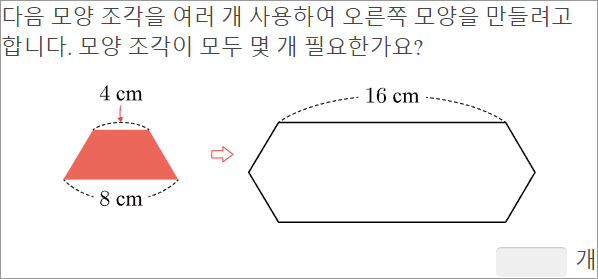 다음 모양 조각을 여러 개 사용하여 오른쪽 모양을 만들려고
합니다. 모양 조각이 모두 몇 개 필요한가요?
4 cm
16 cm
8 cm
개